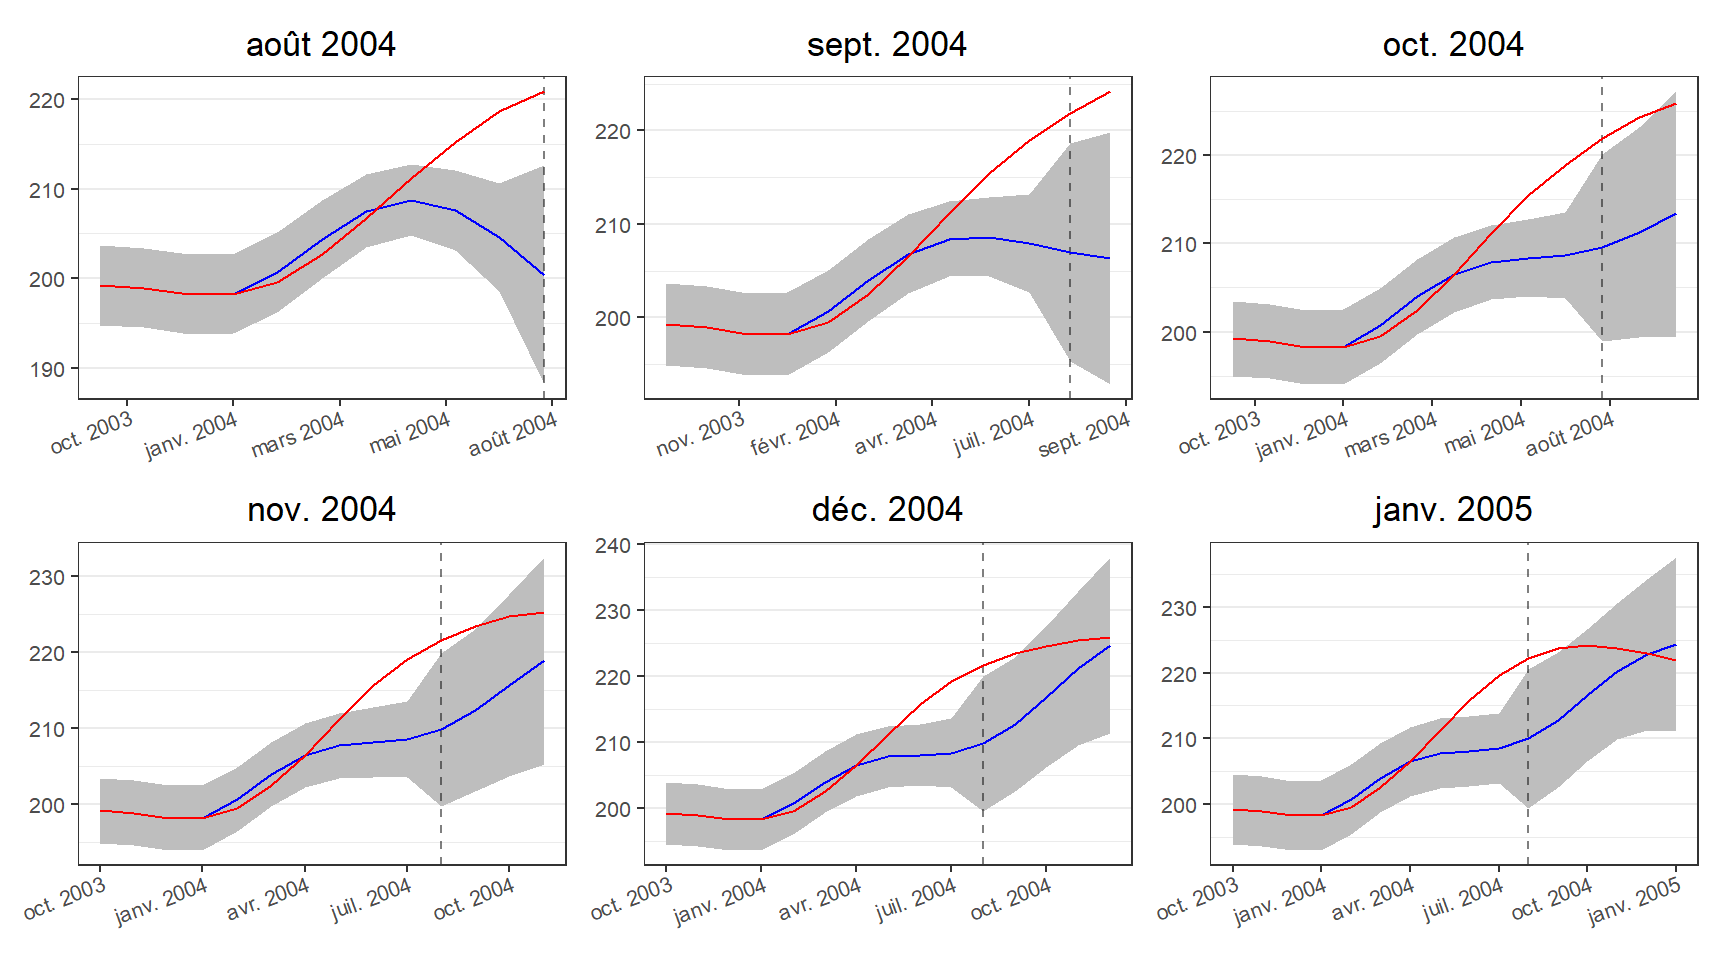 août 2004
sept. 2004
oct. 2004
220
210
200
190
oct. 2003
janv. 2004
mars 2004
mai 2004
août 2004
220
210
200
nov. 2003
févr. 2004
avr. 2004
juil. 2004
sept. 2004
220
210
200
oct. 2003
janv. 2004
mars 2004
mai 2004
août 2004
nov. 2004
déc. 2004
janv. 2005
230
220
210
200
oct. 2003
janv. 2004
avr. 2004
juil. 2004
oct. 2004
240
230
220
210
200
oct. 2003
janv. 2004
avr. 2004
juil. 2004
oct. 2004
230
220
210
200
oct. 2003
janv. 2004
avr. 2004
juil. 2004
oct. 2004
janv. 2005